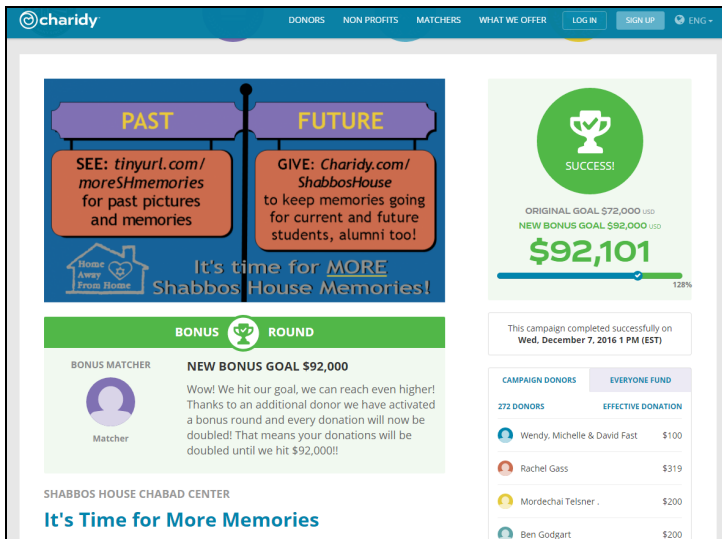 charidy
DONORS
NON PROFITS
MATCHERS
WHAT WE OFFER
LOG IN
SIGN UP
ENG
PAST
SEE: tinyurl.com/
moreSHmemories
for past pictures
and memories
FUTURE
GIVE: Charidy.com/
ShabbosHouse
to keep memories going
for current and future
students, alumni too!
Home
Away
From Home
It's time for MORE
Shabbos House Memories!
SUCCESS!
ORIGINAL GOAL $72,000 USD
NEW BONUS GOAL $92,000 USD
$92,101
128%
BONUS ROUND
BONUS MATCHER
Matcher
NEW BONUS GOAL $92,000
Wow! We hit our goal, we can reach even higher!
Thanks to an additional donor we have activated
a bonus round and every donation will now be
doubled! That means your donations will be
doubled until we hit $92,000!!
This campaign completed successfully on
Wed, December 7, 2016 1 PM (EST)
CAMPAIGN DONORS
EVERYONE FUND
272 DONORS
EFFECTIVE DONATION
Wendy, Michelle & David Fast $100
Rachel Gass $319
Mordechai Telsner . $200
Ben Godgart $200
SHABBOS HOUSE CHABAD CENTER
It's Time for More Memories